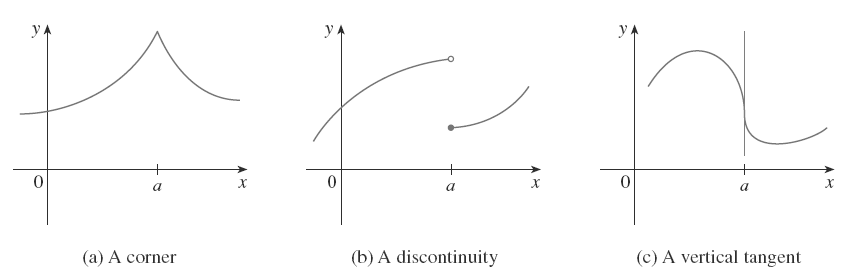 y y y
0 a x 0 a x 0 a x
(a) A corner (b) A discontinuity (c) A vertical tangent